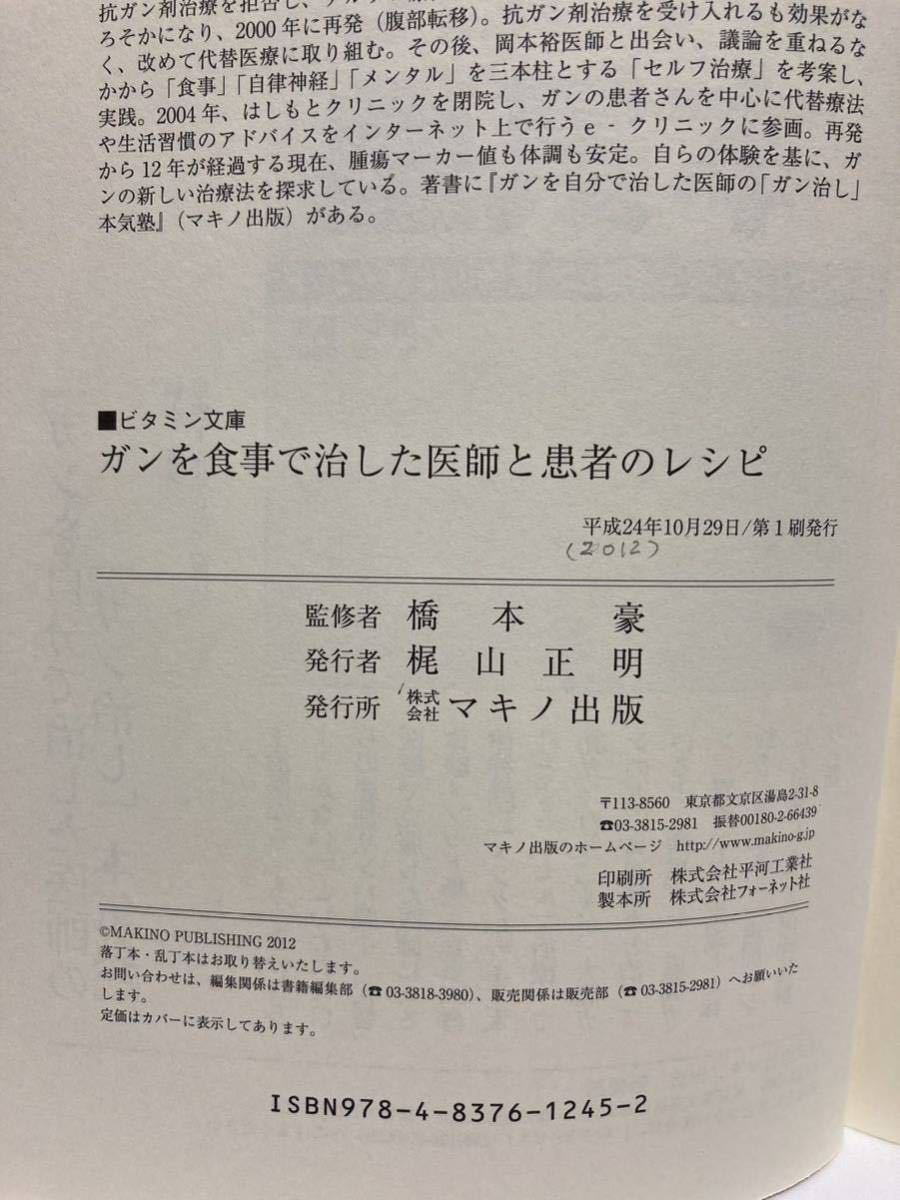 抗ガン剤治療を拒否し、
ろそかになり、2000年に再発（腹部転移）。抗ガン剤治療を受け入れるも効果がな
く、改めて代替医療に取り組む。その後、岡本裕医師と出会い、議論を重ねるな
かから「食事」「自律神経」「メンタル」を三本柱とする「セルフ治療」を考案し、
実践。2004年、はしもとクリニックを閉院し、ガンの患者さんを中心に代替療法
や生活習慣のアドバイスをインターネット上で行うe‐クリニックに参画。再発
から12年が経過する現在、腫瘍マーカー値も体調も安定。自らの体験を基に、ガ
ンの新しい治療法を探求している。著書に『ガンを自分で治した医師の「ガン治し」
本気塾』（マキノ出版）がある。
■ビタミン文庫
ガンを食事で治した医師と患者のレシピ
平成24年10月29日/第1刷発行
(2012)
監修者 橋本 豪
発行者 梶山正明
発行所 株式会社 マキノ出版
〒113-8560 東京都文京区湯島2-31-8
☎03-3815-2981 振替00180-2-66439
マキノ出版のホームページ http://www.makino-g.jp
印刷所 株式会社平河工業社
製本所 株式会社フォーネット社
©MAKINO PUBLISHING 2012
落丁本・乱丁本はお取り替えいたします。
お問い合わせは、編集関係は書籍編集部（☎03-3818-3980）、販売関係は販売部（☎03-3815-2981）へお願いいた
します。
定価はカバーに表示してあります。
ISBN978-4-8376-1245-2